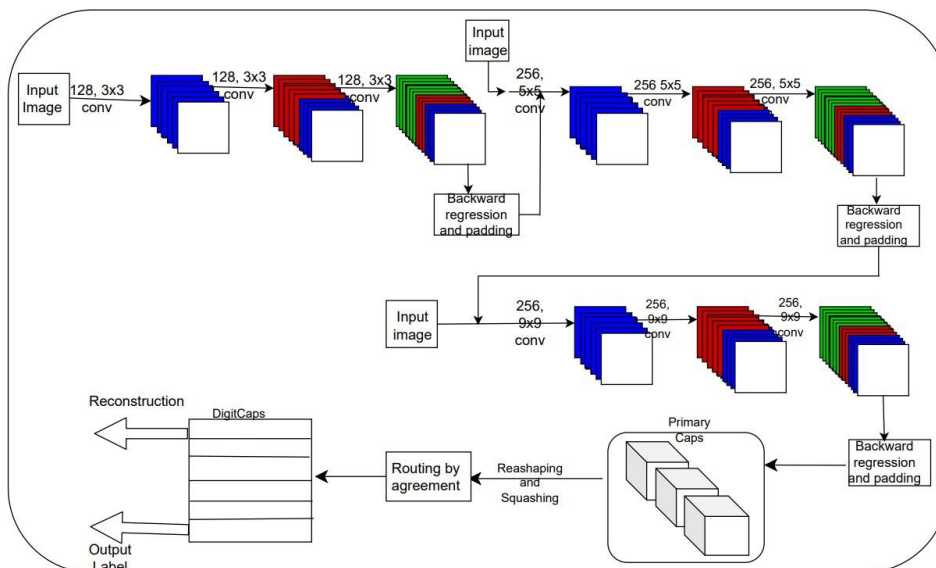 Input
Image
128, 3x3
conv
128, 3x3
conv
128, 3x3
conv
Backward
regression
and padding
Input
image
256,
5x5
conv
256 5x5
conv
256, 5x5
conv
Backward
regression
and padding
Input
image
256,
9x9
conv
256,
9x9
conv
256,
9x9
conv
Backward
regression
and padding
Primary
Caps
Reashaping
and
Squashing
Routing by
agreement
DigitCaps
Reconstruction
Output
Label